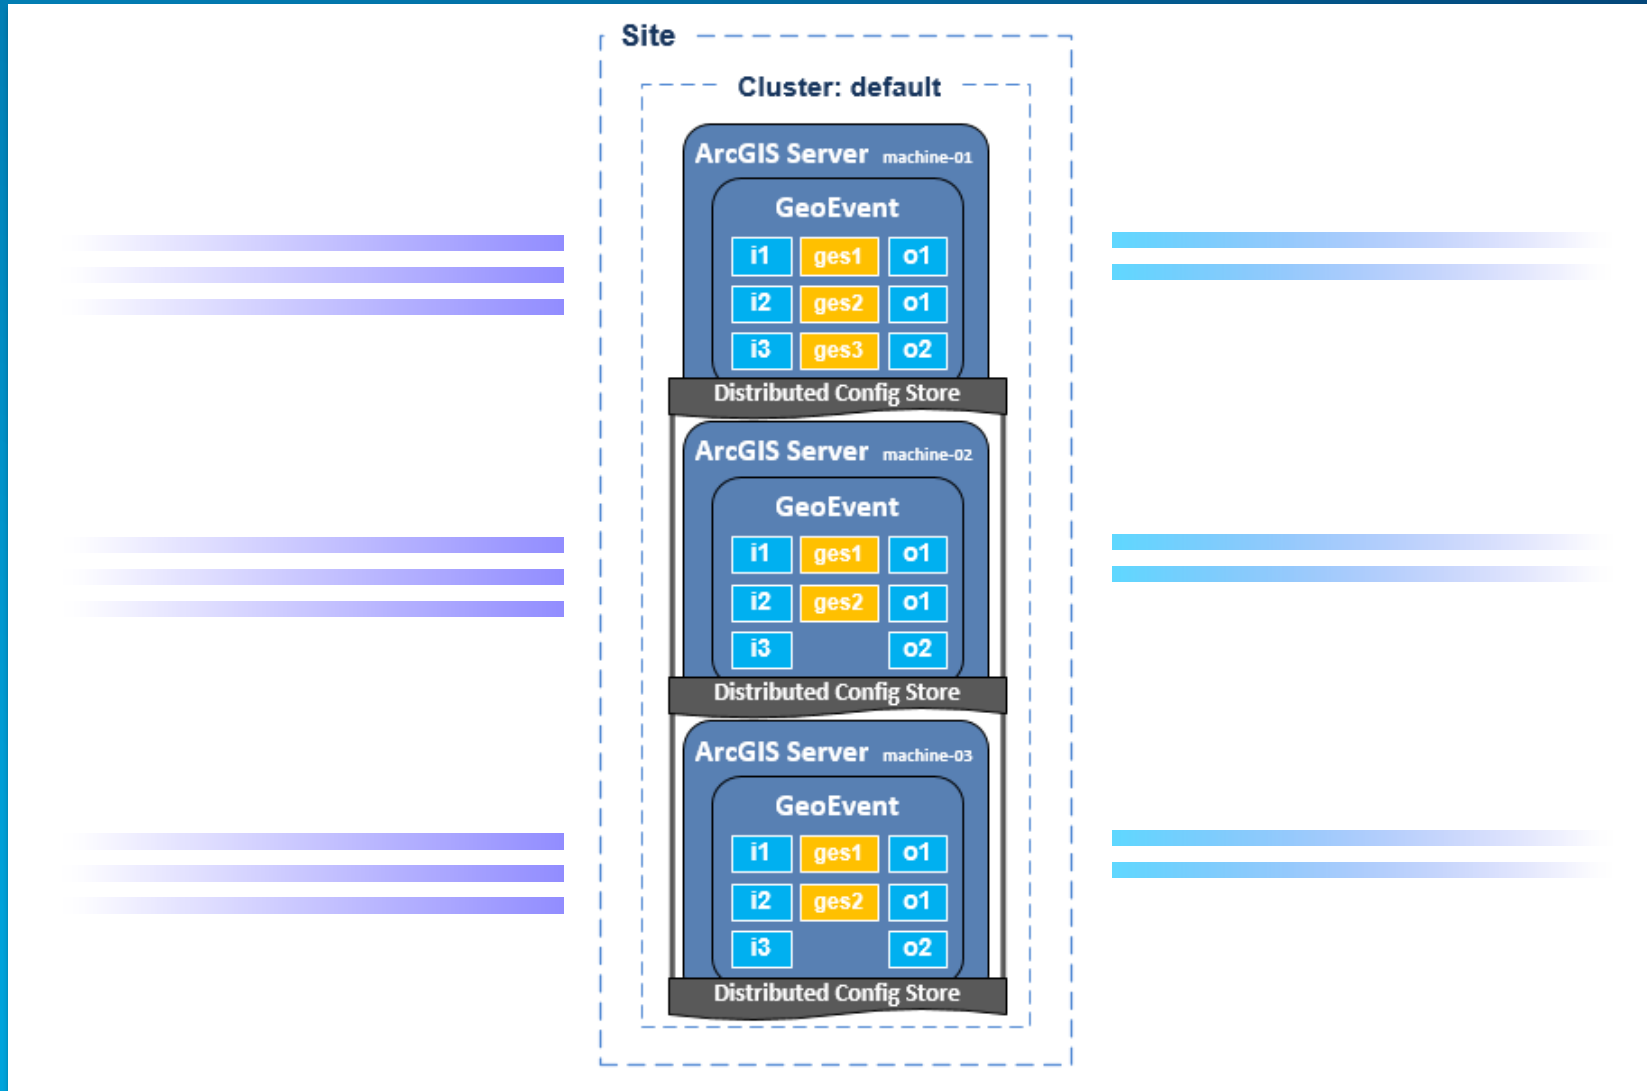 Site
Cluster: default
ArcGIS Server machine-01
GeoEvent
i1 ges1 o1
i2 ges2 o1
i3 ges3 o2
Distributed Config Store
ArcGIS Server machine-02
GeoEvent
i1 ges1 o1
i2 ges2 o1
i3 o2
Distributed Config Store
ArcGIS Server machine-03
GeoEvent
i1 ges1 o1
i2 ges2 o1
i3 o2
Distributed Config Store